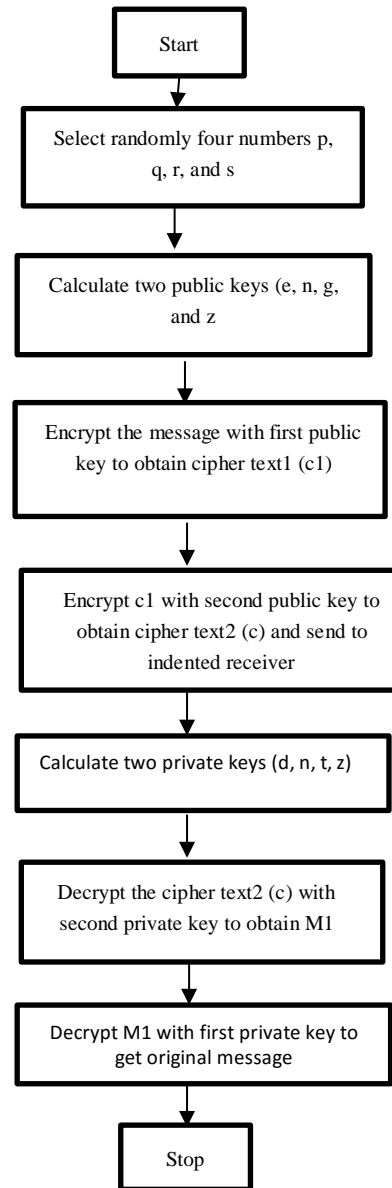 Start
Select randomly four numbers p,
q, r, and s
Calculate two public keys (e, n, g,
and z
Encrypt the message with first public
key to obtain cipher text1 (c1)
Encrypt c1 with second public key to
obtain cipher text2 (c) and send to
indented receiver
Calculate two private keys (d, n, t, z)
Decrypt the cipher text2 (c) with
second private key to obtain M1
Decrypt M1 with first private key to
get original message
Stop